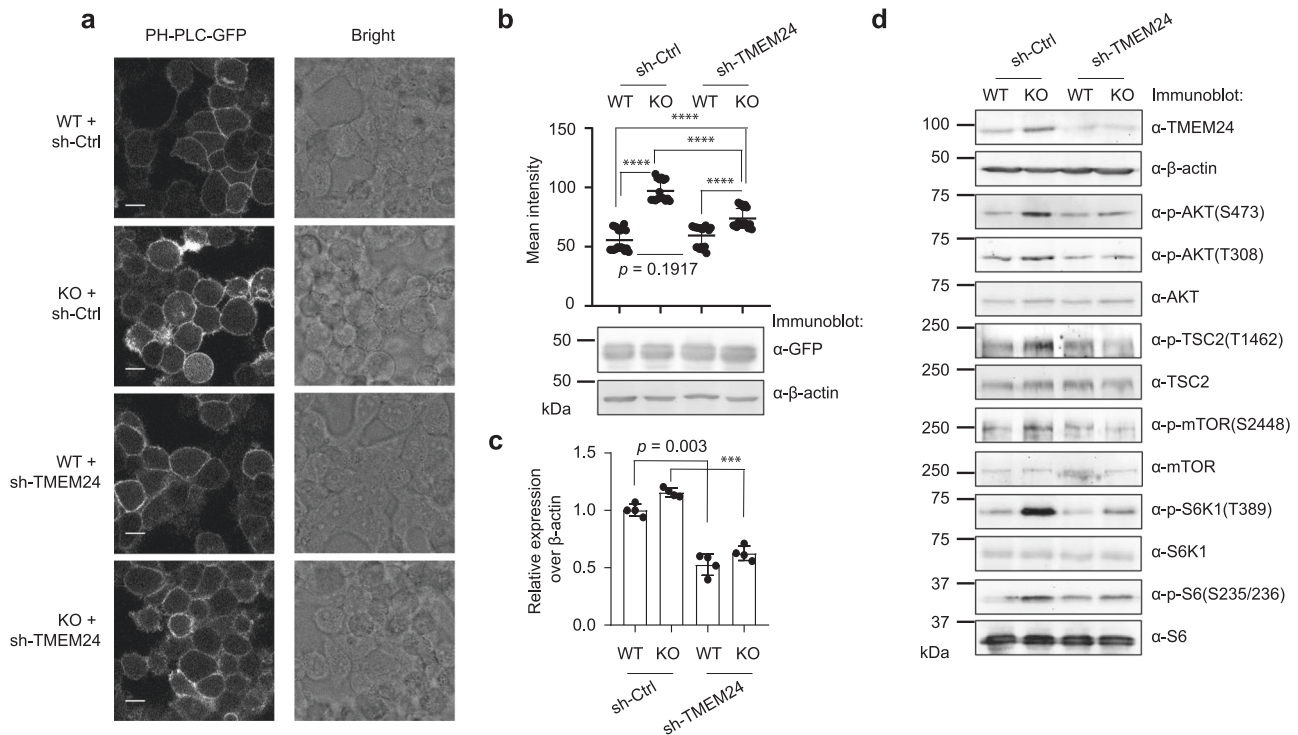 a
PH-PLC-GFP
Bright
WT +
sh-Ctrl
KO +
sh-Ctrl
WT +
sh-TMEM24
KO +
sh-TMEM24
b
sh-Ctrl
sh-TMEM24
WT KO WT KO
Mean intensity
150
100
50
0
****
****
****
****
p = 0.1917
Immunoblot:
50
α-GFP
50
α-β-actin
kDa
c
Relative expression
over β-actin
1.5
1.0
0.5
0.0
p = 0.003
***
WT KO WT KO
sh-Ctrl
sh-TMEM24
d
sh-Ctrl
sh-TMEM24
WT KO WT KO Immunoblot:
100 α-TMEM24
50 α-β-actin
75 α-p-AKT(S473)
75 α-p-AKT(T308)
75 α-AKT
250 α-p-TSC2(T1462)
250 α-TSC2
250 α-p-mTOR(S2448)
250 α-mTOR
75 α-p-S6K1(T389)
75 α-S6K1
37 α-p-S6(S235/236)
37 α-S6
kDa